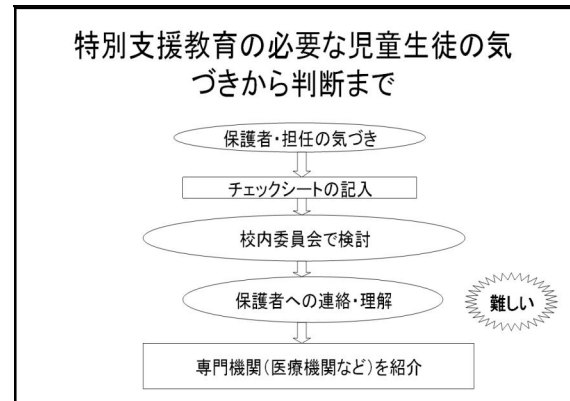 特別支援教育の必要な児童生徒の気
づきから判断まで
保護者・担任の気づき
チェックシートの記入
校内委員会で検討
保護者への連絡・理解
難しい
専門機関(医療機関など)を紹介